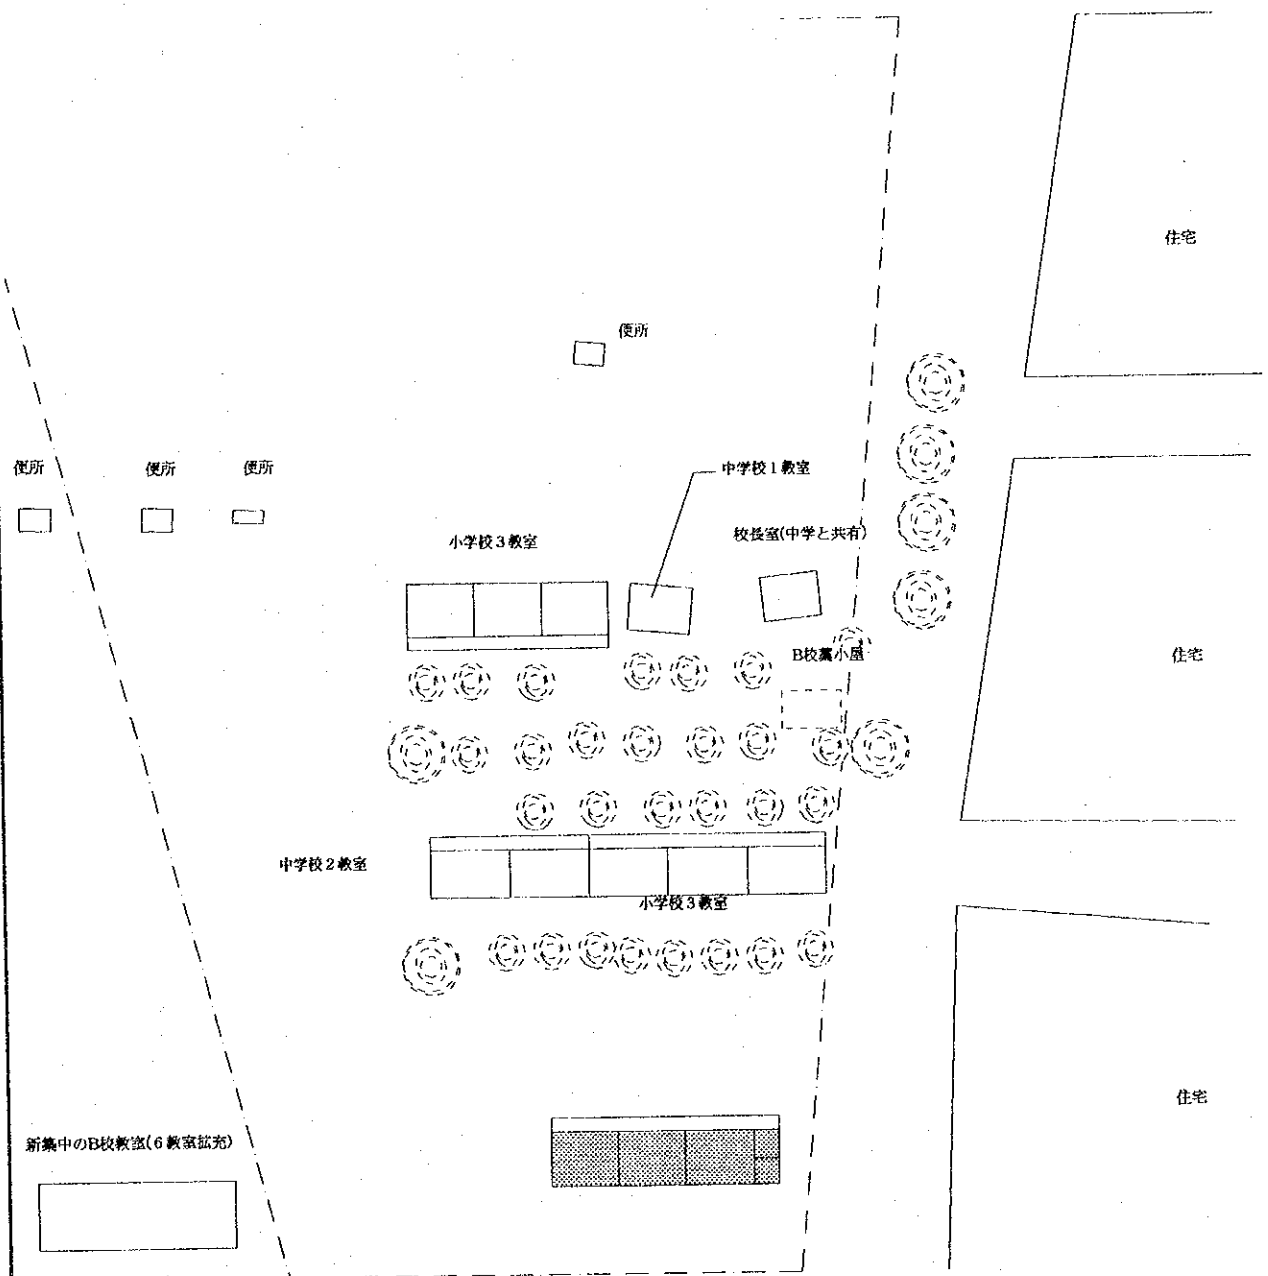 住宅
便所
便所
便所
便所
中学校1教室
小学校3教室
校長室(中学と共有)
B校藁小屋
住宅
中学校2教室
小学校3教室
住宅
新築中のB校教室(6教室拡充)